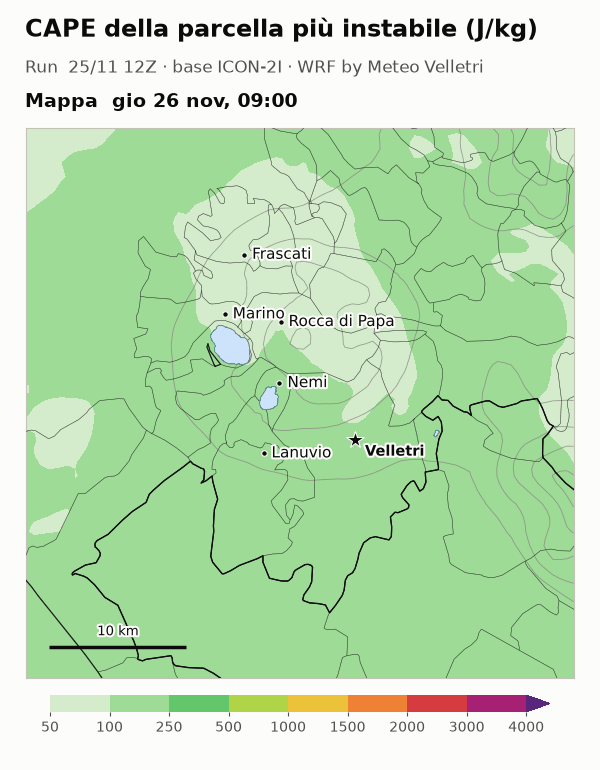 CAPE della parcella più instabile (J/kg)
Run  25/11 12Z · base ICON-2I · WRF by Meteo Velletri
Mappa  gio 26 nov, 09:00
Frascati
Marino
Rocca di Papa
Nemi
Velletri
Lanuvio
10 km
50 100 250 500 1000 1500 2000 3000 4000